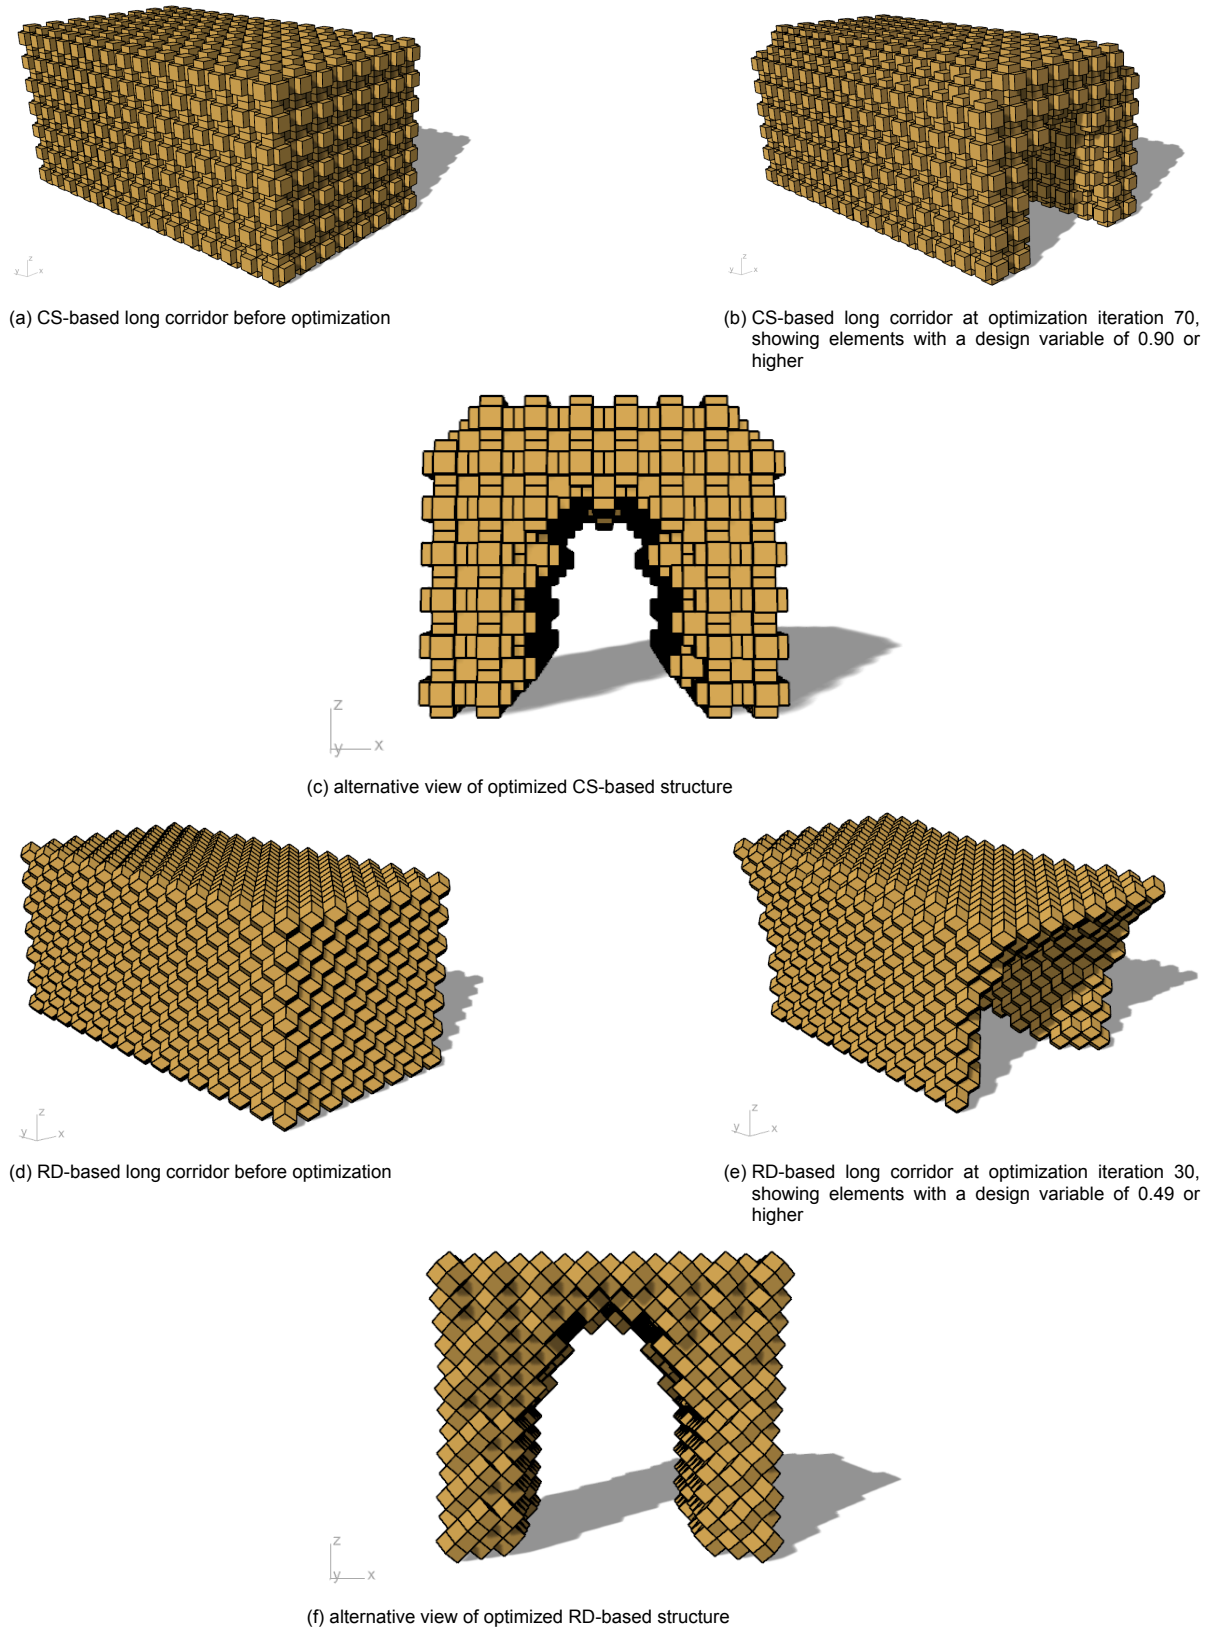 z
y x
(a) CS-based long corridor before optimization
z
y x
(b) CS-based long corridor at optimization iteration 70,
showing elements with a design variable of 0.90 or
higher
z
y x
(c) alternative view of optimized CS-based structure
z
y x
(d) RD-based long corridor before optimization
z
y x
(e) RD-based long corridor at optimization iteration 30,
showing elements with a design variable of 0.49 or
higher
z
y x
(f) alternative view of optimized RD-based structure